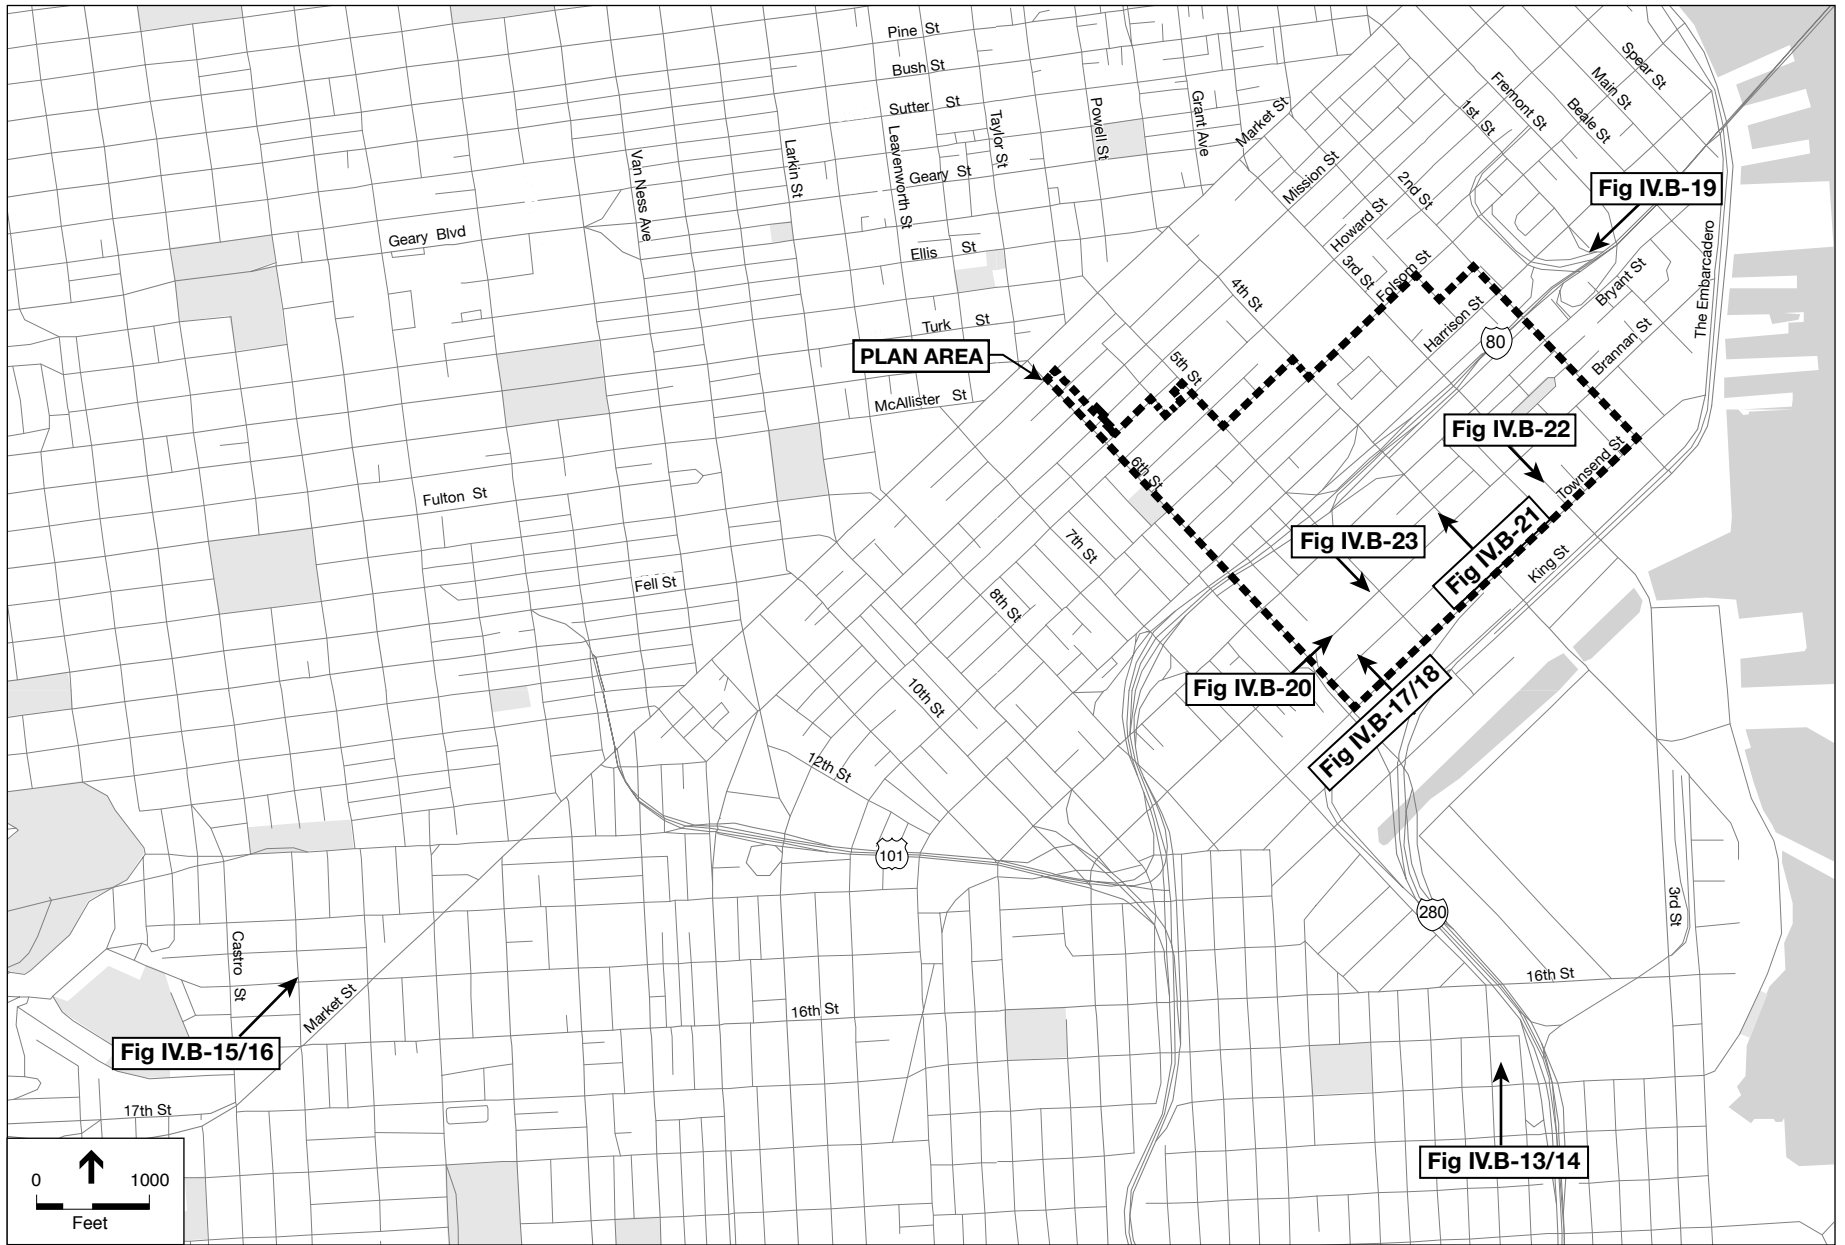 Pine St
Bush St
Sutter St
Geary St
Ellis St
Turk St
McAllister St
Geary Blvd
Fulton St
Fell St
Van Ness Ave
Larkin St
Leavenworth St
Taylor St
Powell St
Grant Ave
Market St
Mission St
Howard St
Folsom St
Harrison St
Bryant St
Brannan St
Townsend St
King St
The Embarcadero
Spear St
Main St
Beale St
Fremont St
1st St
2nd St
3rd St
4th St
5th St
6th St
7th St
8th St
10th St
12th St
80
101
280
3rd St
16th St
16th St
17th St
Castro St
Market St
PLAN AREA
Fig IV.B-19
Fig IV.B-22
Fig IV.B-21
Fig IV.B-23
Fig IV.B-20
Fig IV.B-17/18
Fig IV.B-15/16
Fig IV.B-13/14
0 1000
Feet